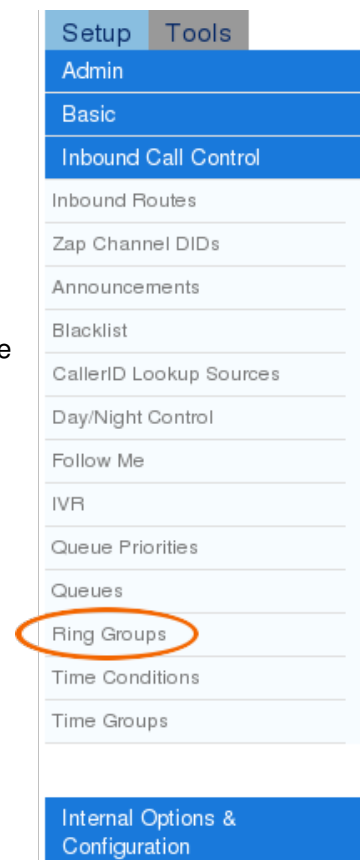 Setup Tools
Admin
Basic
Inbound Call Control
Inbound Routes
Zap Channel DIDs
Announcements
Blacklist
e
CallerID Lookup Sources
Day/Night Control
Follow Me
IVR
Queue Priorities
Queues
Ring Groups
Time Conditions
Time Groups
Internal Options &
Configuration